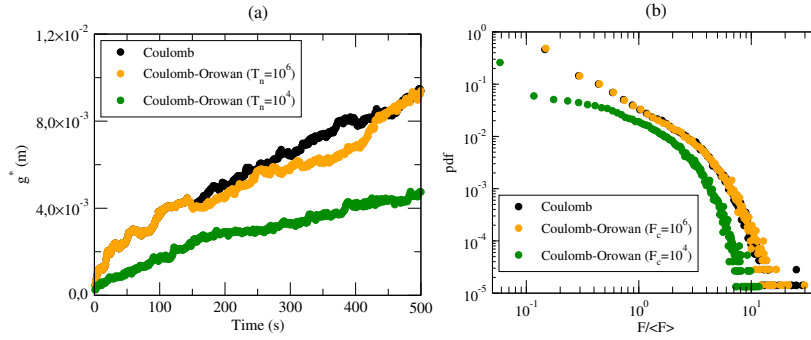 (a)
1,2×10⁻²
8,0×10⁻³
4,0×10⁻³
0,0
g* (m)
0 100 200 300 400 500
Time (s)
Coulomb
Coulomb-Orowan (Tₙ=10⁶)
Coulomb-Orowan (Tₙ=10⁴)
(b)
10⁰
10⁻¹
10⁻²
10⁻³
10⁻⁴
10⁻⁵
pdf
10⁻¹ 10⁰ 10¹
F/<F>
Coulomb
Coulomb-Orowan (F_c=10⁶)
Coulomb-Orowan (F_c=10⁴)